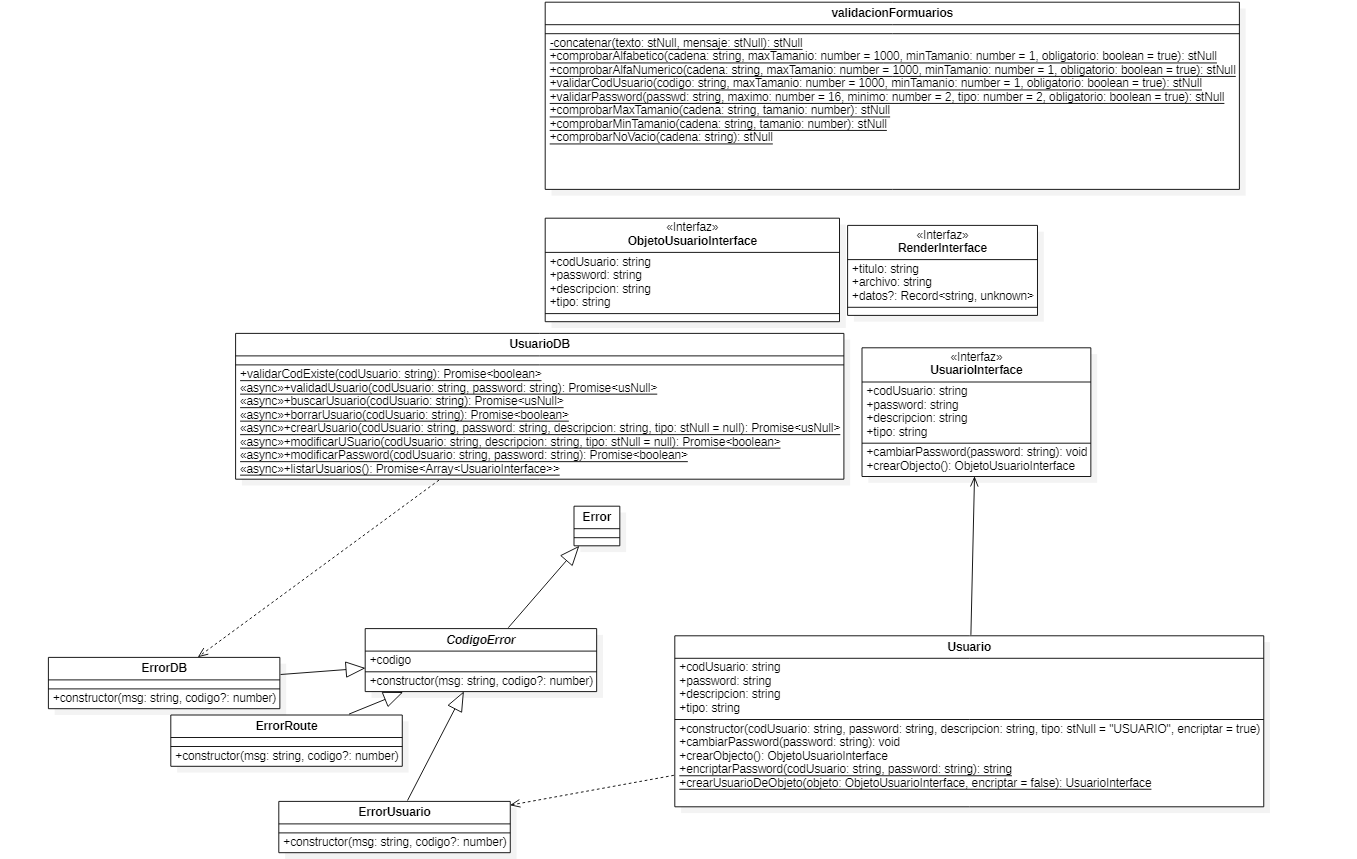 validacionFormuarios
-concatenar(texto: stNull, mensaje: stNull): stNull
+comprobarAlfabetico(cadena: string, maxTamanio: number = 1000, minTamanio: number = 1, obligatorio: boolean = true): stNull
+comprobarAlfaNumerico(cadena: string, maxTamanio: number = 1000, minTamanio: number = 1, obligatorio: boolean = true): stNull
+validarCodUsuario(codigo: string, maxTamanio: number = 1000, minTamanio: number = 1, obligatorio: boolean = true): stNull
+validarPassword(passwd: string, maximo: number = 16, minimo: number = 2, tipo: number = 2, obligatorio: boolean = true): stNull
+comprobarMaxTamanio(cadena: string, tamanio: number): stNull
+comprobarMinTamanio(cadena: string, tamanio: number): stNull
+comprobarNoVacio(cadena: string): stNull
«Interfaz»
ObjetoUsuarioInterface
+codUsuario: string
+password: string
+descripcion: string
+tipo: string
«Interfaz»
RenderInterface
+titulo: string
+archivo: string
+datos?: Record<string, unknown>
UsuarioDB
+validarCodExiste(codUsuario: string): Promise<boolean>
«async»+validadUsuario(codUsuario: string, password: string): Promise<usNull>
«async»+buscarUsuario(codUsuario: string): Promise<usNull>
«async»+borrarUsuario(codUsuario: string): Promise<boolean>
«async»+crearUsuario(codUsuario: string, password: string, descripcion: string, tipo: stNull = null): Promise<usNull>
«async»+modificarUSuario(codUsuario: string, descripcion: string, tipo: stNull = null): Promise<boolean>
«async»+modificarPassword(codUsuario: string, password: string): Promise<boolean>
«async»+listarUsuarios(): Promise<Array<UsuarioInterface>>
«Interfaz»
UsuarioInterface
+codUsuario: string
+password: string
+descripcion: string
+tipo: string
+cambiarPassword(password: string): void
+crearObjecto(): ObjetoUsuarioInterface
Error
CodigoError
+codigo
+constructor(msg: string, codigo?: number)
ErrorDB
+constructor(msg: string, codigo?: number)
ErrorRoute
+constructor(msg: string, codigo?: number)
ErrorUsuario
+constructor(msg: string, codigo?: number)
Usuario
+codUsuario: string
+password: string
+descripcion: string
+tipo: string
+constructor(codUsuario: string, password: string, descripcion: string, tipo: stNull = "USUARIO", encriptar = true)
+cambiarPassword(password: string): void
+crearObjecto(): ObjetoUsuarioInterface
+encriptarPassword(codUsuario: string, password: string): string
+crearUsuarioDeObjeto(objeto: ObjetoUsuarioInterface, encriptar = false): UsuarioInterface